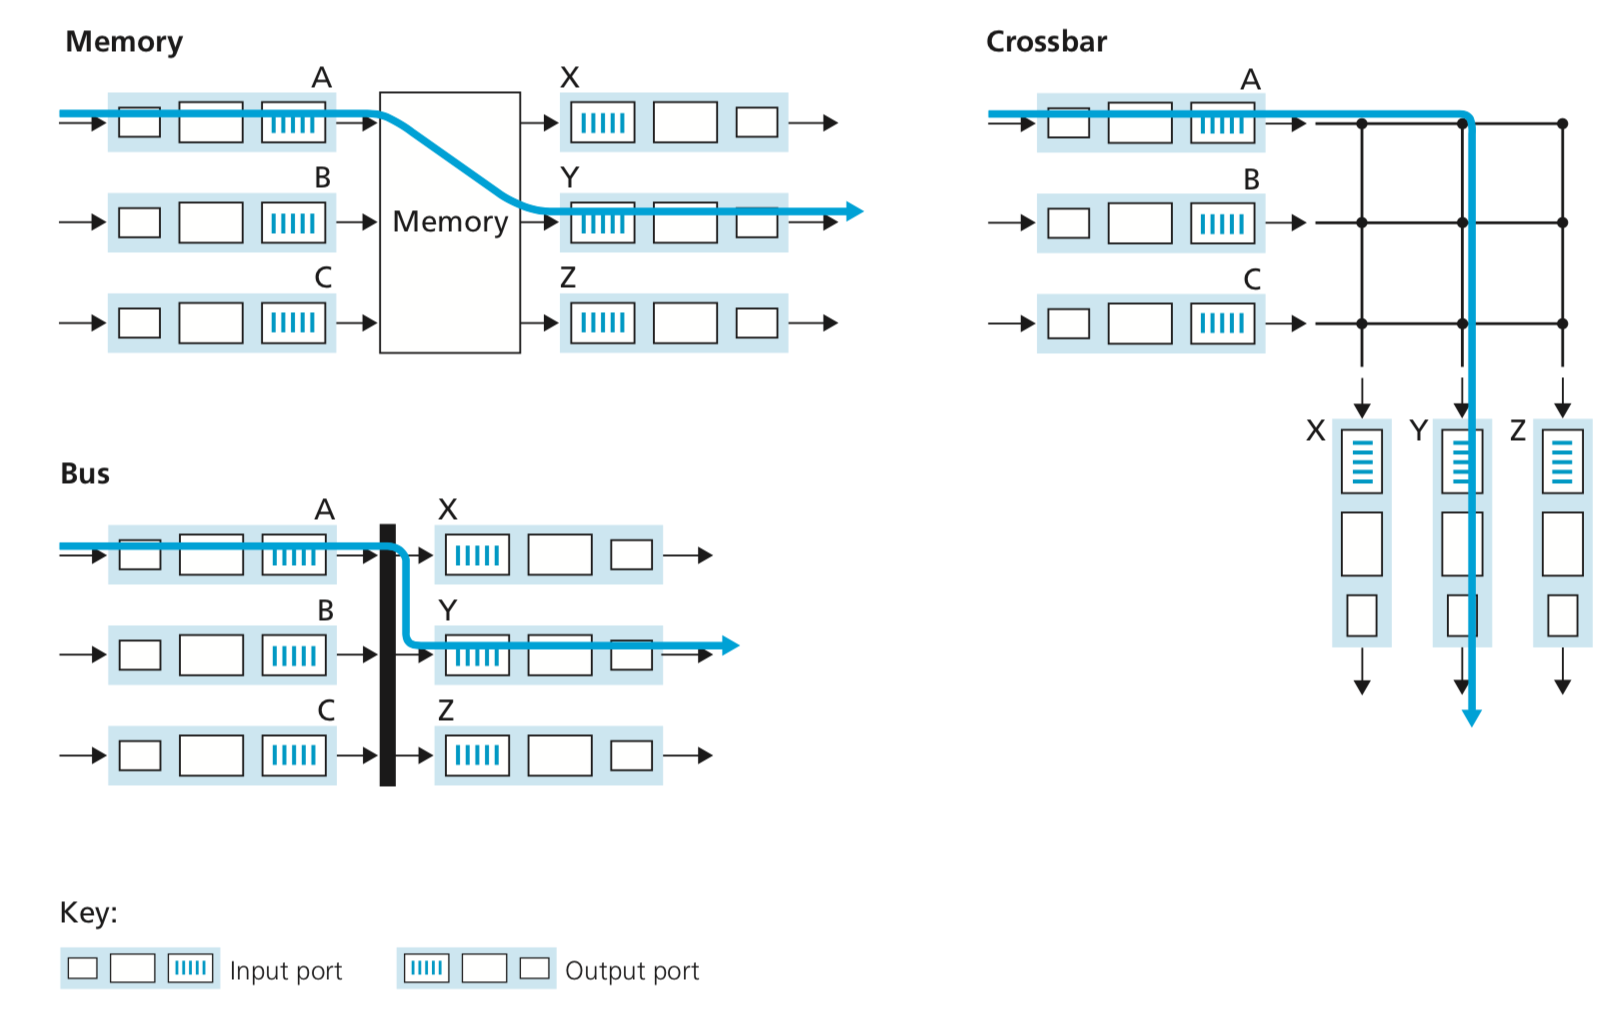 Memory
A
X
B
Y
Memory
C
Z
Bus
A
X
B
Y
C
Z
Crossbar
A
B
C
X
Y
Z
Key:
Input port
Output port